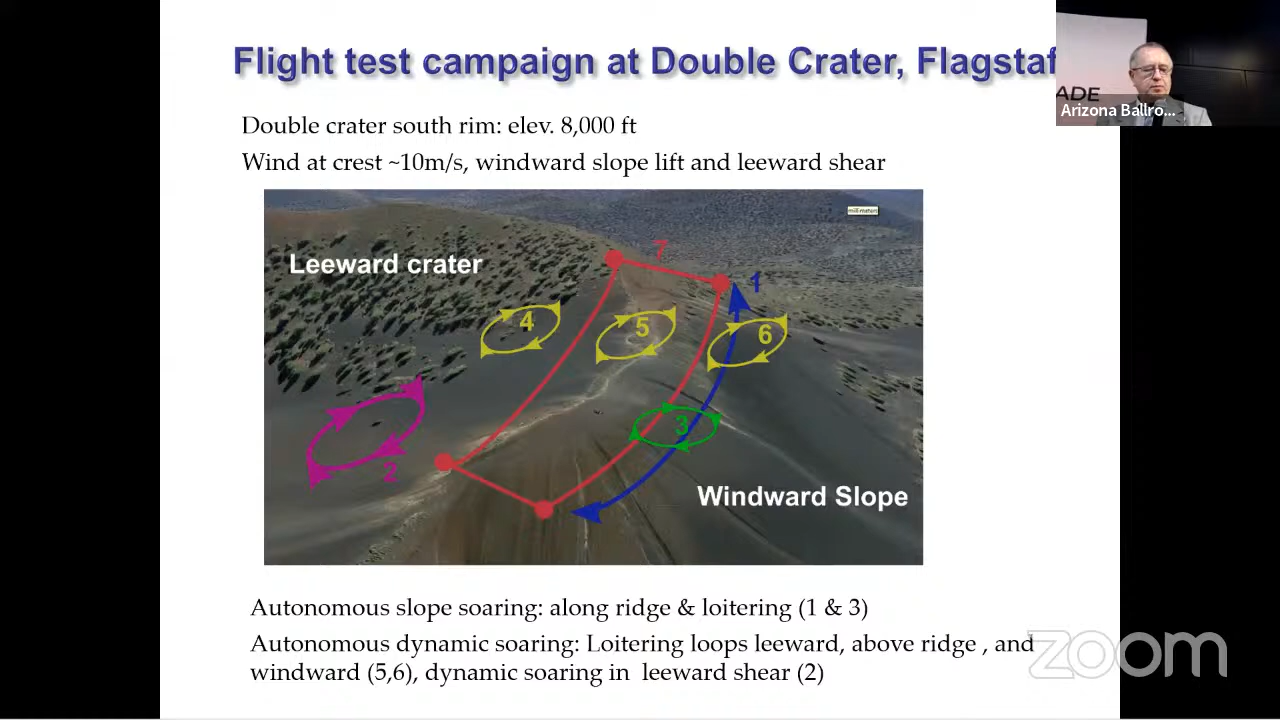 Flight test campaign at Double Crater, Flagstaf
ADE
Arizona Ballro...
Double crater south rim: elev. 8,000 ft
Wind at crest ~10m/s, windward slope lift and leeward shear
millimeters
Leeward crater
7
1
4
5
6
3
2
Windward Slope
Autonomous slope soaring: along ridge & loitering (1 & 3)
Autonomous dynamic soaring: Loitering loops leeward, above ridge , and
windward (5,6), dynamic soaring in leeward shear (2)
zoom